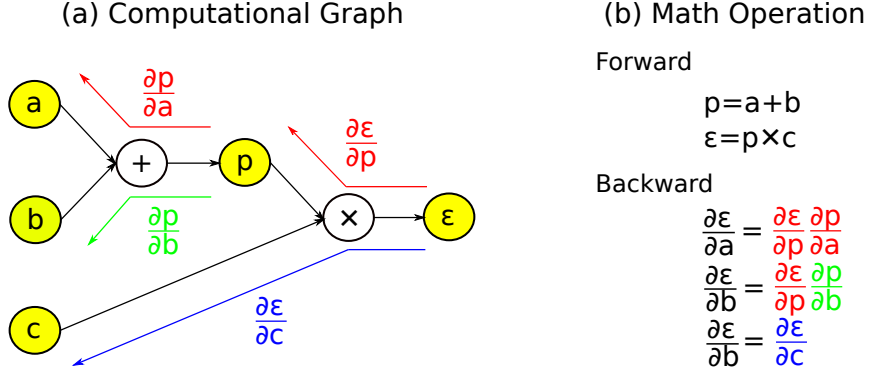 (a) Computational Graph
a
b
c
+
p
×
ε
∂p
∂a
∂p
∂b
∂ε
∂p
∂ε
∂c
(b) Math Operation
Forward
p=a+b
ε=p×c
Backward
∂ε/∂a = ∂ε/∂p ∂p/∂a
∂ε/∂b = ∂ε/∂p ∂p/∂b
∂ε/∂b = ∂ε/∂c